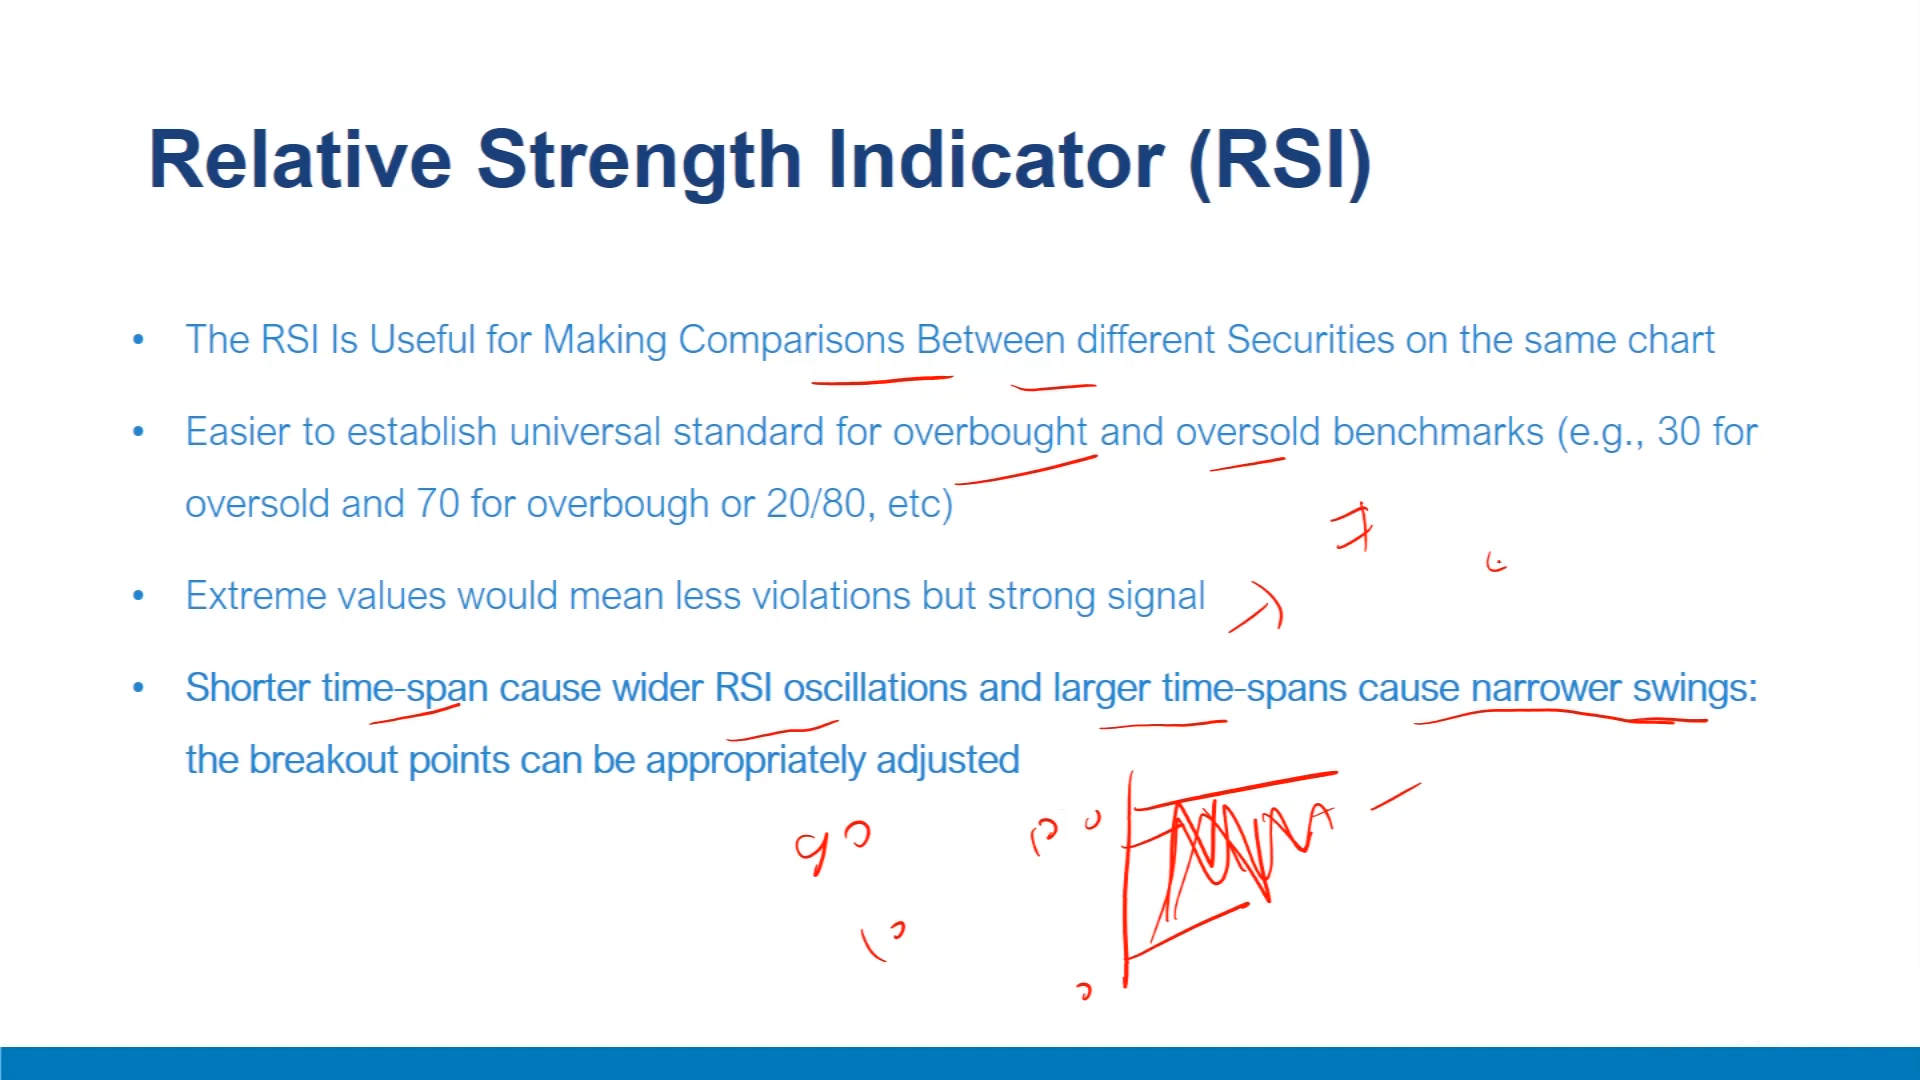 Relative Strength Indicator (RSI)
• The RSI Is Useful for Making Comparisons Between different Securities on the same chart
• Easier to establish universal standard for overbought and oversold benchmarks (e.g., 30 for
oversold and 70 for overbough or 20/80, etc)
• Extreme values would mean less violations but strong signal
• Shorter time-span cause wider RSI oscillations and larger time-spans cause narrower swings:
the breakout points can be appropriately adjusted
90
10